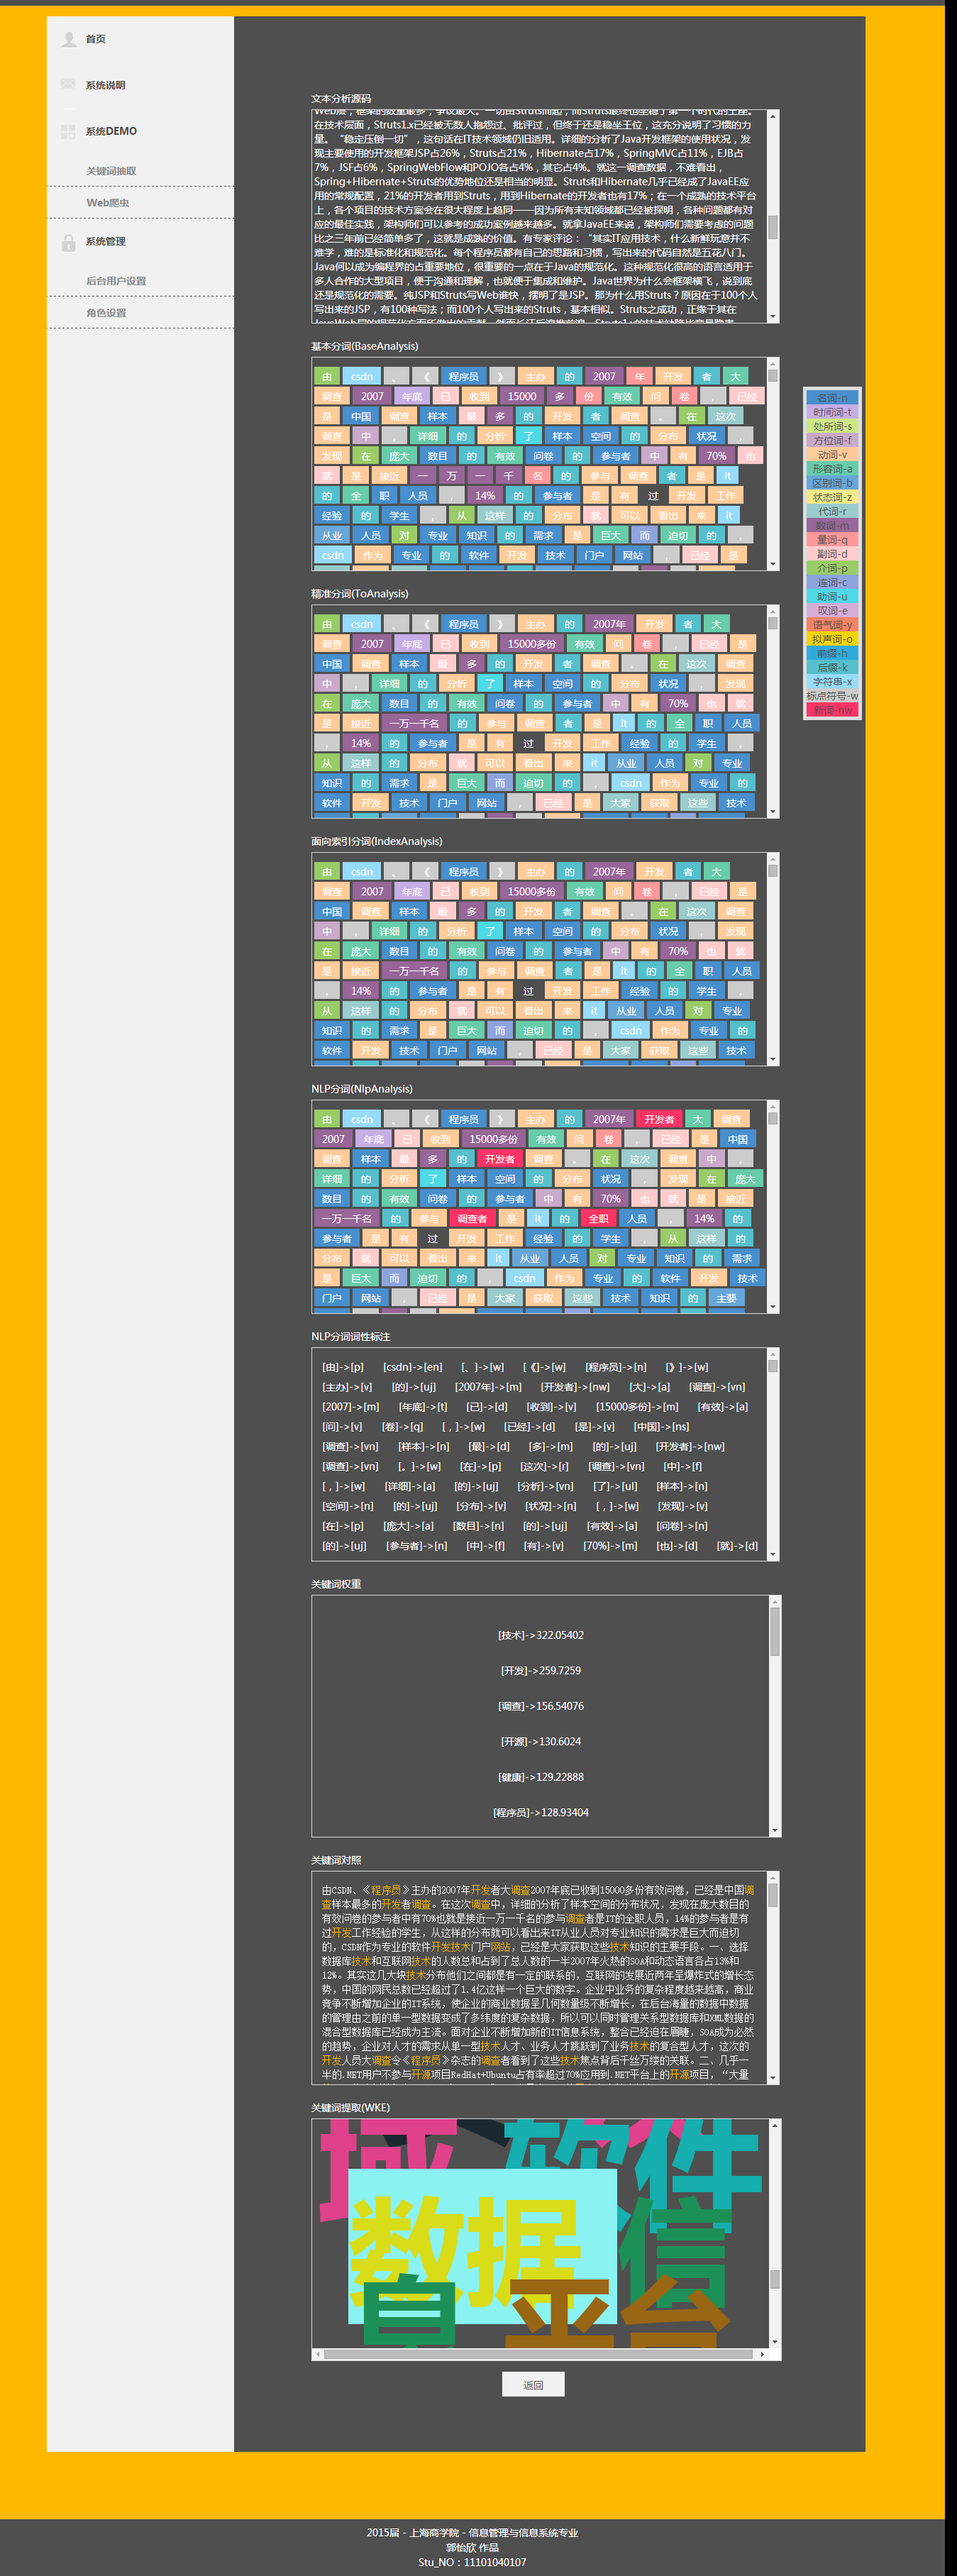 首页
系统说明
系统DEMO
关键词抽取
Web爬虫
系统管理
后台用户设置
角色设置
文本分析源码
在技术层面，Struts1.x已经被无数人抱怨过、批评过，但终于还是稳坐王位，这充分说明了习惯的力
量。“稳定压倒一切”，这句话在IT技术领域仍旧适用。详细的分析了Java开发框架的使用状况，发
现主要使用的开发框架JSP占26%，Struts占21%，Hibernate占17%，SpringMVC占11%，EJB占
7%，JSF占6%，SpringWebFlow和POJO各占4%，其它占4%。就这一调查数据，不难看出，
Spring+Hibernate+Struts的优势地位还是相当的明显。Struts和Hibernate几乎已经成了JavaEE应
用的常规配置，21%的开发者用到Struts，用到Hibernate的开发者也有17%；在一个成熟的技术平台
上，各个项目的技术方案会在很大程度上趋同——因为所有未知领域都已经被探明，各种问题都有对
应的最佳实践，架构师们可以参考的成功案例越来越多。就拿JavaEE来说，架构师们需要考虑的问题
比之三年前已经简单多了，这就是成熟的价值。有专家评论：“其实IT应用技术，什么新鲜玩意并不
难学，难的是标准化和规范化。每个程序员都有自己的思路和习惯，写出来的代码自然是五花八门。
Java何以成为编程界的占重要地位，很重要的一点在于Java的规范化。这种规范化很高的语言适用于
多人合作的大型项目，便于沟通和理解，也就便于集成和维护。Java世界为什么会框架横飞，说到底
还是规范化的需要。纯JSP和Struts写Web谁快，摆明了是JSP。那为什么用Struts？原因在于100个人
写出来的JSP，有100种写法；而100个人写出来的Struts，基本相似。Struts之成功，正缘于其在
基本分词(BaseAnalysis)
由 csdn 、 《 程序员 》 主办 的 2007 年 开发 者 大
调查 2007 年底 已 收到 15000 多 份 有效 问 卷 ， 已经
是 中国 调查 样本 最 多 的 开发 者 调查 。 在 这次
调查 中 ， 详细 的 分析 了 样本 空间 的 分布 状况 ，
发现 在 庞大 数目 的 有效 问卷 的 参与者 中 有 70% 也
就 是 接近 一 万 一 千 名 的 参与 调查 者 是 it
的 全 职 人员 ， 14% 的 参与者 是 有 过 开发 工作
经验 的 学生 ， 从 这样 的 分布 就 可以 看出 来 it
从业 人员 对 专业 知识 的 需求 是 巨大 而 迫切 的 ，
csdn 作为 专业 的 软件 开发 技术 门户 网站 ， 已经 是
精准分词(ToAnalysis)
由 csdn 、 《 程序员 》 主办 的 2007年 开发 者 大
调查 2007 年底 已 收到 15000多份 有效 问 卷 ， 已经 是
中国 调查 样本 最 多 的 开发 者 调查 。 在 这次 调查
中 ， 详细 的 分析 了 样本 空间 的 分布 状况 ， 发现
在 庞大 数目 的 有效 问卷 的 参与者 中 有 70% 也 就
是 接近 一万一千名 的 参与 调查 者 是 it 的 全 职 人员
， 14% 的 参与者 是 有 过 开发 工作 经验 的 学生 ，
从 这样 的 分布 就 可以 看出 来 it 从业 人员 对 专业
知识 的 需求 是 巨大 而 迫切 的 ， csdn 作为 专业 的
软件 开发 技术 门户 网站 ， 已经 是 大家 获取 这些 技术
面向索引分词(IndexAnalysis)
由 csdn 、 《 程序员 》 主办 的 2007年 开发 者 大
调查 2007 年底 已 收到 15000多份 有效 问 卷 ， 已经 是
中国 调查 样本 最 多 的 开发 者 调查 。 在 这次 调查
中 ， 详细 的 分析 了 样本 空间 的 分布 状况 ， 发现
在 庞大 数目 的 有效 问卷 的 参与者 中 有 70% 也 就
是 接近 一万一千名 的 参与 调查 者 是 it 的 全 职 人员
， 14% 的 参与者 是 有 过 开发 工作 经验 的 学生 ，
从 这样 的 分布 就 可以 看出 来 it 从业 人员 对 专业
知识 的 需求 是 巨大 而 迫切 的 ， csdn 作为 专业 的
软件 开发 技术 门户 网站 ， 已经 是 大家 获取 这些 技术
NLP分词(NlpAnalysis)
由 csdn 、 《 程序员 》 主办 的 2007年 开发者 大 调查
2007 年底 已 收到 15000多份 有效 问 卷 ， 已经 是 中国
调查 样本 最 多 的 开发者 调查 。 在 这次 调查 中 ，
详细 的 分析 了 样本 空间 的 分布 状况 ， 发现 在 庞大
数目 的 有效 问卷 的 参与者 中 有 70% 也 就 是 接近
一万一千名 的 参与 调查者 是 it 的 全职 人员 ， 14% 的
参与者 是 有 过 开发 工作 经验 的 学生 ， 从 这样 的
分布 就 可以 看出 来 it 从业 人员 对 专业 知识 的 需求
是 巨大 而 迫切 的 ， csdn 作为 专业 的 软件 开发 技术
门户 网站 ， 已经 是 大家 获取 这些 技术 知识 的 主要
NLP分词词性标注
[由]->[p] [csdn]->[en] [、]->[w] [《]->[w] [程序员]->[n] [》]->[w]
[主办]->[v] [的]->[uj] [2007年]->[m] [开发者]->[nw] [大]->[a] [调查]->[vn]
[2007]->[m] [年底]->[t] [已]->[d] [收到]->[v] [15000多份]->[m] [有效]->[a]
[问]->[v] [卷]->[q] [，]->[w] [已经]->[d] [是]->[v] [中国]->[ns]
[调查]->[vn] [样本]->[n] [最]->[d] [多]->[m] [的]->[uj] [开发者]->[nw]
[调查]->[vn] [。]->[w] [在]->[p] [这次]->[r] [调查]->[vn] [中]->[f]
[，]->[w] [详细]->[a] [的]->[uj] [分析]->[vn] [了]->[ul] [样本]->[n]
[空间]->[n] [的]->[uj] [分布]->[v] [状况]->[n] [，]->[w] [发现]->[v]
[在]->[p] [庞大]->[a] [数目]->[n] [的]->[uj] [有效]->[a] [问卷]->[n]
[的]->[uj] [参与者]->[n] [中]->[f] [有]->[v] [70%]->[m] [也]->[d] [就]->[d]
关键词权重
[技术]->322.05402
[开发]->259.7259
[调查]->156.54076
[开源]->130.6024
[健康]->129.22888
[程序员]->128.93404
关键词对照
由CSDN、《程序员》主办的2007年开发者大调查2007年底已收到15000多份有效问卷，已经是中国调
查样本最多的开发者调查。在这次调查中，详细的分析了样本空间的分布状况，发现在庞大数目的
有效问卷的参与者中有70%也就是接近一万一千名的参与调查者是IT的全职人员，14%的参与者是有
过开发工作经验的学生，从这样的分布就可以看出来IT从业人员对专业知识的需求是巨大而迫切
的，CSDN作为专业的软件开发技术门户网站，已经是大家获取这些技术知识的主要手段。一、选择
数据库技术和互联网技术的人数总和占到了总人数的一半2007年火热的SOA和动态语言各占13%和
12%。其实这几大块技术分布他们之间都是有一定的联系的，互联网的发展近两年呈爆炸式的增长态
势，中国的网民总数已经超过了1.4亿这样一个巨大的数字。企业中业务的复杂程度越来越高，商业
竞争不断增加企业的IT系统，使企业的商业数据呈几何数量级不断增长，在后台海量的数据中数据
的管理由之前的单一型数据变成了多纬度的复杂数据，所以可以同时管理关系型数据库和XML数据的
混合型数据库已经成为主流。面对企业不断增加新的IT信息系统，整合已经迫在眉睫，SOA成为必然
的趋势，企业对人才的需求从单一型技术人才、业务人才跳跃到了业务技术的复合型人才，这次的
开发人员大调查令《程序员》杂志的调查者看到了这些技术焦点背后千丝万缕的关联。二、几乎一
半的.NET用户不参与开源项目RedHat+Ubuntu占有率超过70%应用到.NET平台上的开源项目，“大量
关键词提取(WKE)
域 软件
数据 信
自 平台
返回
名词-n
时间词-t
处所词-s
方位词-f
动词-v
形容词-a
区别词-b
状态词-z
代词-r
数词-m
量词-q
副词-d
介词-p
连词-c
助词-u
叹词-e
语气词-y
拟声词-o
前缀-h
后缀-k
字符串-x
标点符号-w
新词-nw
2015届 - 上海商学院 - 信息管理与信息系统专业
郭怡欣 作品
Stu_NO：11101040107